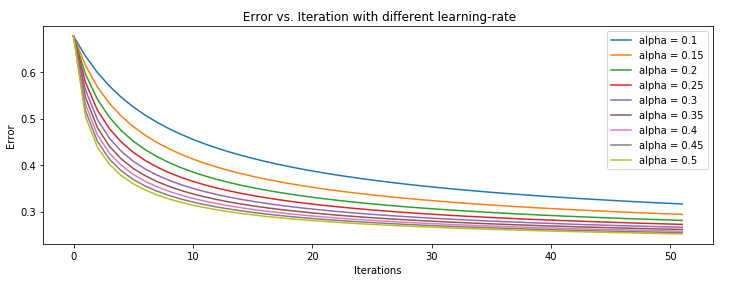 Error vs. Iteration with different learning-rate
alpha = 0.1
alpha = 0.15
alpha = 0.2
alpha = 0.25
alpha = 0.3
alpha = 0.35
alpha = 0.4
alpha = 0.45
alpha = 0.5
Error
0.6
0.5
0.4
0.3
0 10 20 30 40 50
Iterations